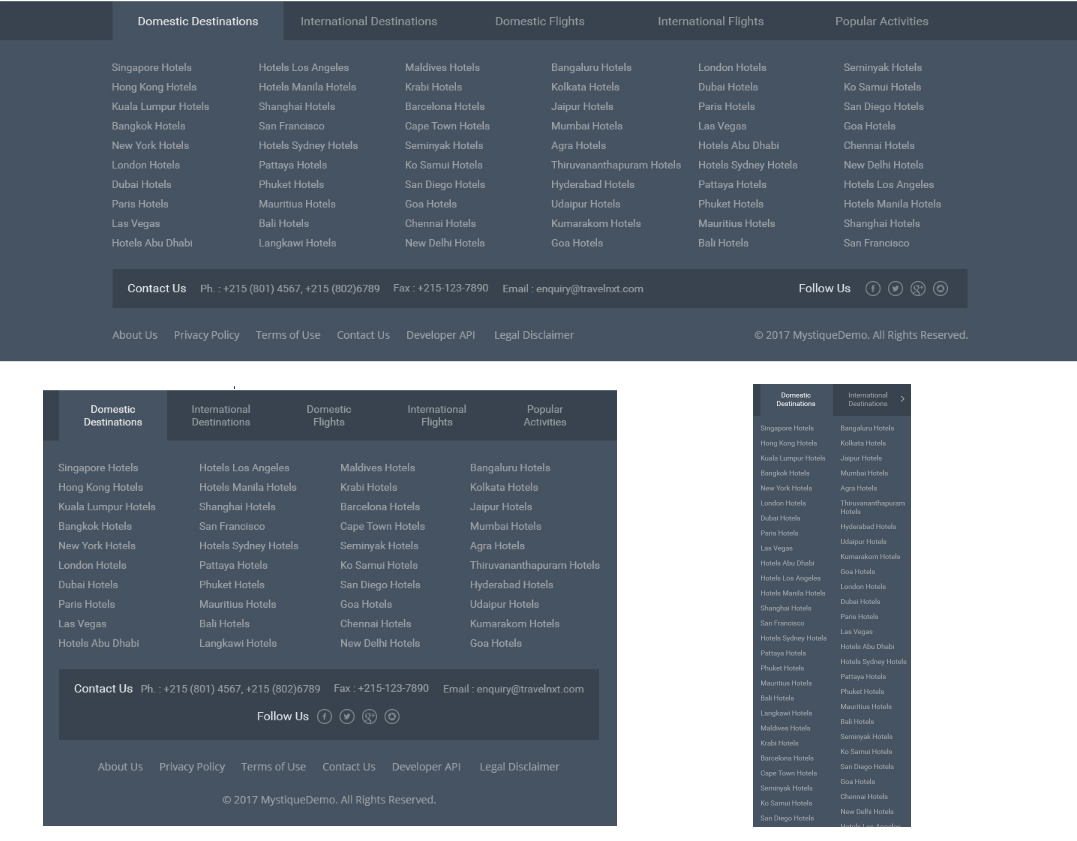 Domestic Destinations International Destinations Domestic Flights International Flights Popular Activities
Singapore Hotels Hotels Los Angeles Maldives Hotels Bangaluru Hotels London Hotels Seminyak Hotels
Hong Kong Hotels Hotels Manila Hotels Krabi Hotels Kolkata Hotels Dubai Hotels Ko Samui Hotels
Kuala Lumpur Hotels Shanghai Hotels Barcelona Hotels Jaipur Hotels Paris Hotels San Diego Hotels
Bangkok Hotels San Francisco Cape Town Hotels Mumbai Hotels Las Vegas Goa Hotels
New York Hotels Hotels Sydney Hotels Seminyak Hotels Agra Hotels Hotels Abu Dhabi Chennai Hotels
London Hotels Pattaya Hotels Ko Samui Hotels Thiruvananthapuram Hotels Hotels Sydney Hotels New Delhi Hotels
Dubai Hotels Phuket Hotels San Diego Hotels Hyderabad Hotels Pattaya Hotels Hotels Los Angeles
Paris Hotels Mauritius Hotels Goa Hotels Udaipur Hotels Phuket Hotels Hotels Manila Hotels
Las Vegas Bali Hotels Chennai Hotels Kumarakom Hotels Mauritius Hotels Shanghai Hotels
Hotels Abu Dhabi Langkawi Hotels New Delhi Hotels Goa Hotels Bali Hotels San Francisco
Contact Us Ph. : +215 (801) 4567, +215 (802)6789 Fax : +215-123-7890 Email : enquiry@travelnxt.com Follow Us
About Us Privacy Policy Terms of Use Contact Us Developer API Legal Disclaimer © 2017 MystiqueDemo. All Rights Reserved.
Domestic International Domestic International Popular
Destinations Destinations Flights Flights Activities
Singapore Hotels Hotels Los Angeles Maldives Hotels Bangaluru Hotels
Hong Kong Hotels Hotels Manila Hotels Krabi Hotels Kolkata Hotels
Kuala Lumpur Hotels Shanghai Hotels Barcelona Hotels Jaipur Hotels
Bangkok Hotels San Francisco Cape Town Hotels Mumbai Hotels
New York Hotels Hotels Sydney Hotels Seminyak Hotels Agra Hotels
London Hotels Pattaya Hotels Ko Samui Hotels Thiruvananthapuram Hotels
Dubai Hotels Phuket Hotels San Diego Hotels Hyderabad Hotels
Paris Hotels Mauritius Hotels Goa Hotels Udaipur Hotels
Las Vegas Bali Hotels Chennai Hotels Kumarakom Hotels
Hotels Abu Dhabi Langkawi Hotels New Delhi Hotels Goa Hotels
Contact Us Ph. : +215 (801) 4567, +215 (802)6789 Fax : +215-123-7890 Email : enquiry@travelnxt.com
Follow Us
About Us Privacy Policy Terms of Use Contact Us Developer API Legal Disclaimer
© 2017 MystiqueDemo. All Rights Reserved.
Domestic International
Destinations Destinations
Singapore Hotels
Hong Kong Hotels
Kuala Lumpur Hotels
Bangkok Hotels
New York Hotels
London Hotels
Dubai Hotels
Paris Hotels
Las Vegas
Hotels Abu Dhabi
Hotels Los Angeles
Hotels Manila Hotels
Shanghai Hotels
San Francisco
Hotels Sydney Hotels
Pattaya Hotels
Phuket Hotels
Mauritius Hotels
Bali Hotels
Langkawi Hotels
Maldives Hotels
Krabi Hotels
Barcelona Hotels
Cape Town Hotels
Seminyak Hotels
Ko Samui Hotels
San Diego Hotels
Bangaluru Hotels
Kolkata Hotels
Jaipur Hotels
Mumbai Hotels
Agra Hotels
Thiruvananthapuram
Hotels
Hyderabad Hotels
Udaipur Hotels
Kumarakom Hotels
Goa Hotels
London Hotels
Dubai Hotels
Paris Hotels
Las Vegas
Hotels Abu Dhabi
Hotels Sydney Hotels
Pattaya Hotels
Phuket Hotels
Mauritius Hotels
Bali Hotels
Seminyak Hotels
Ko Samui Hotels
San Diego Hotels
Goa Hotels
Chennai Hotels
New Delhi Hotels
Hotels Los Angeles